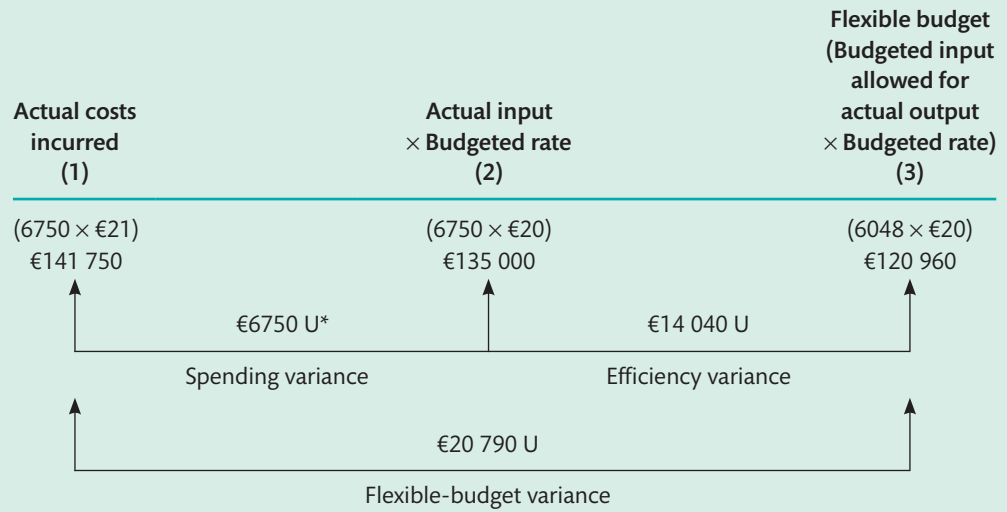 Flexible budget
(Budgeted input
allowed for
Actual costs Actual input actual output
incurred × Budgeted rate × Budgeted rate)
(1) (2) (3)
(6750 × €21) (6750 × €20) (6048 × €20)
€141 750 €135 000 €120 960
€6750 U* €14 040 U
Spending variance Efficiency variance
€20 790 U
Flexible-budget variance